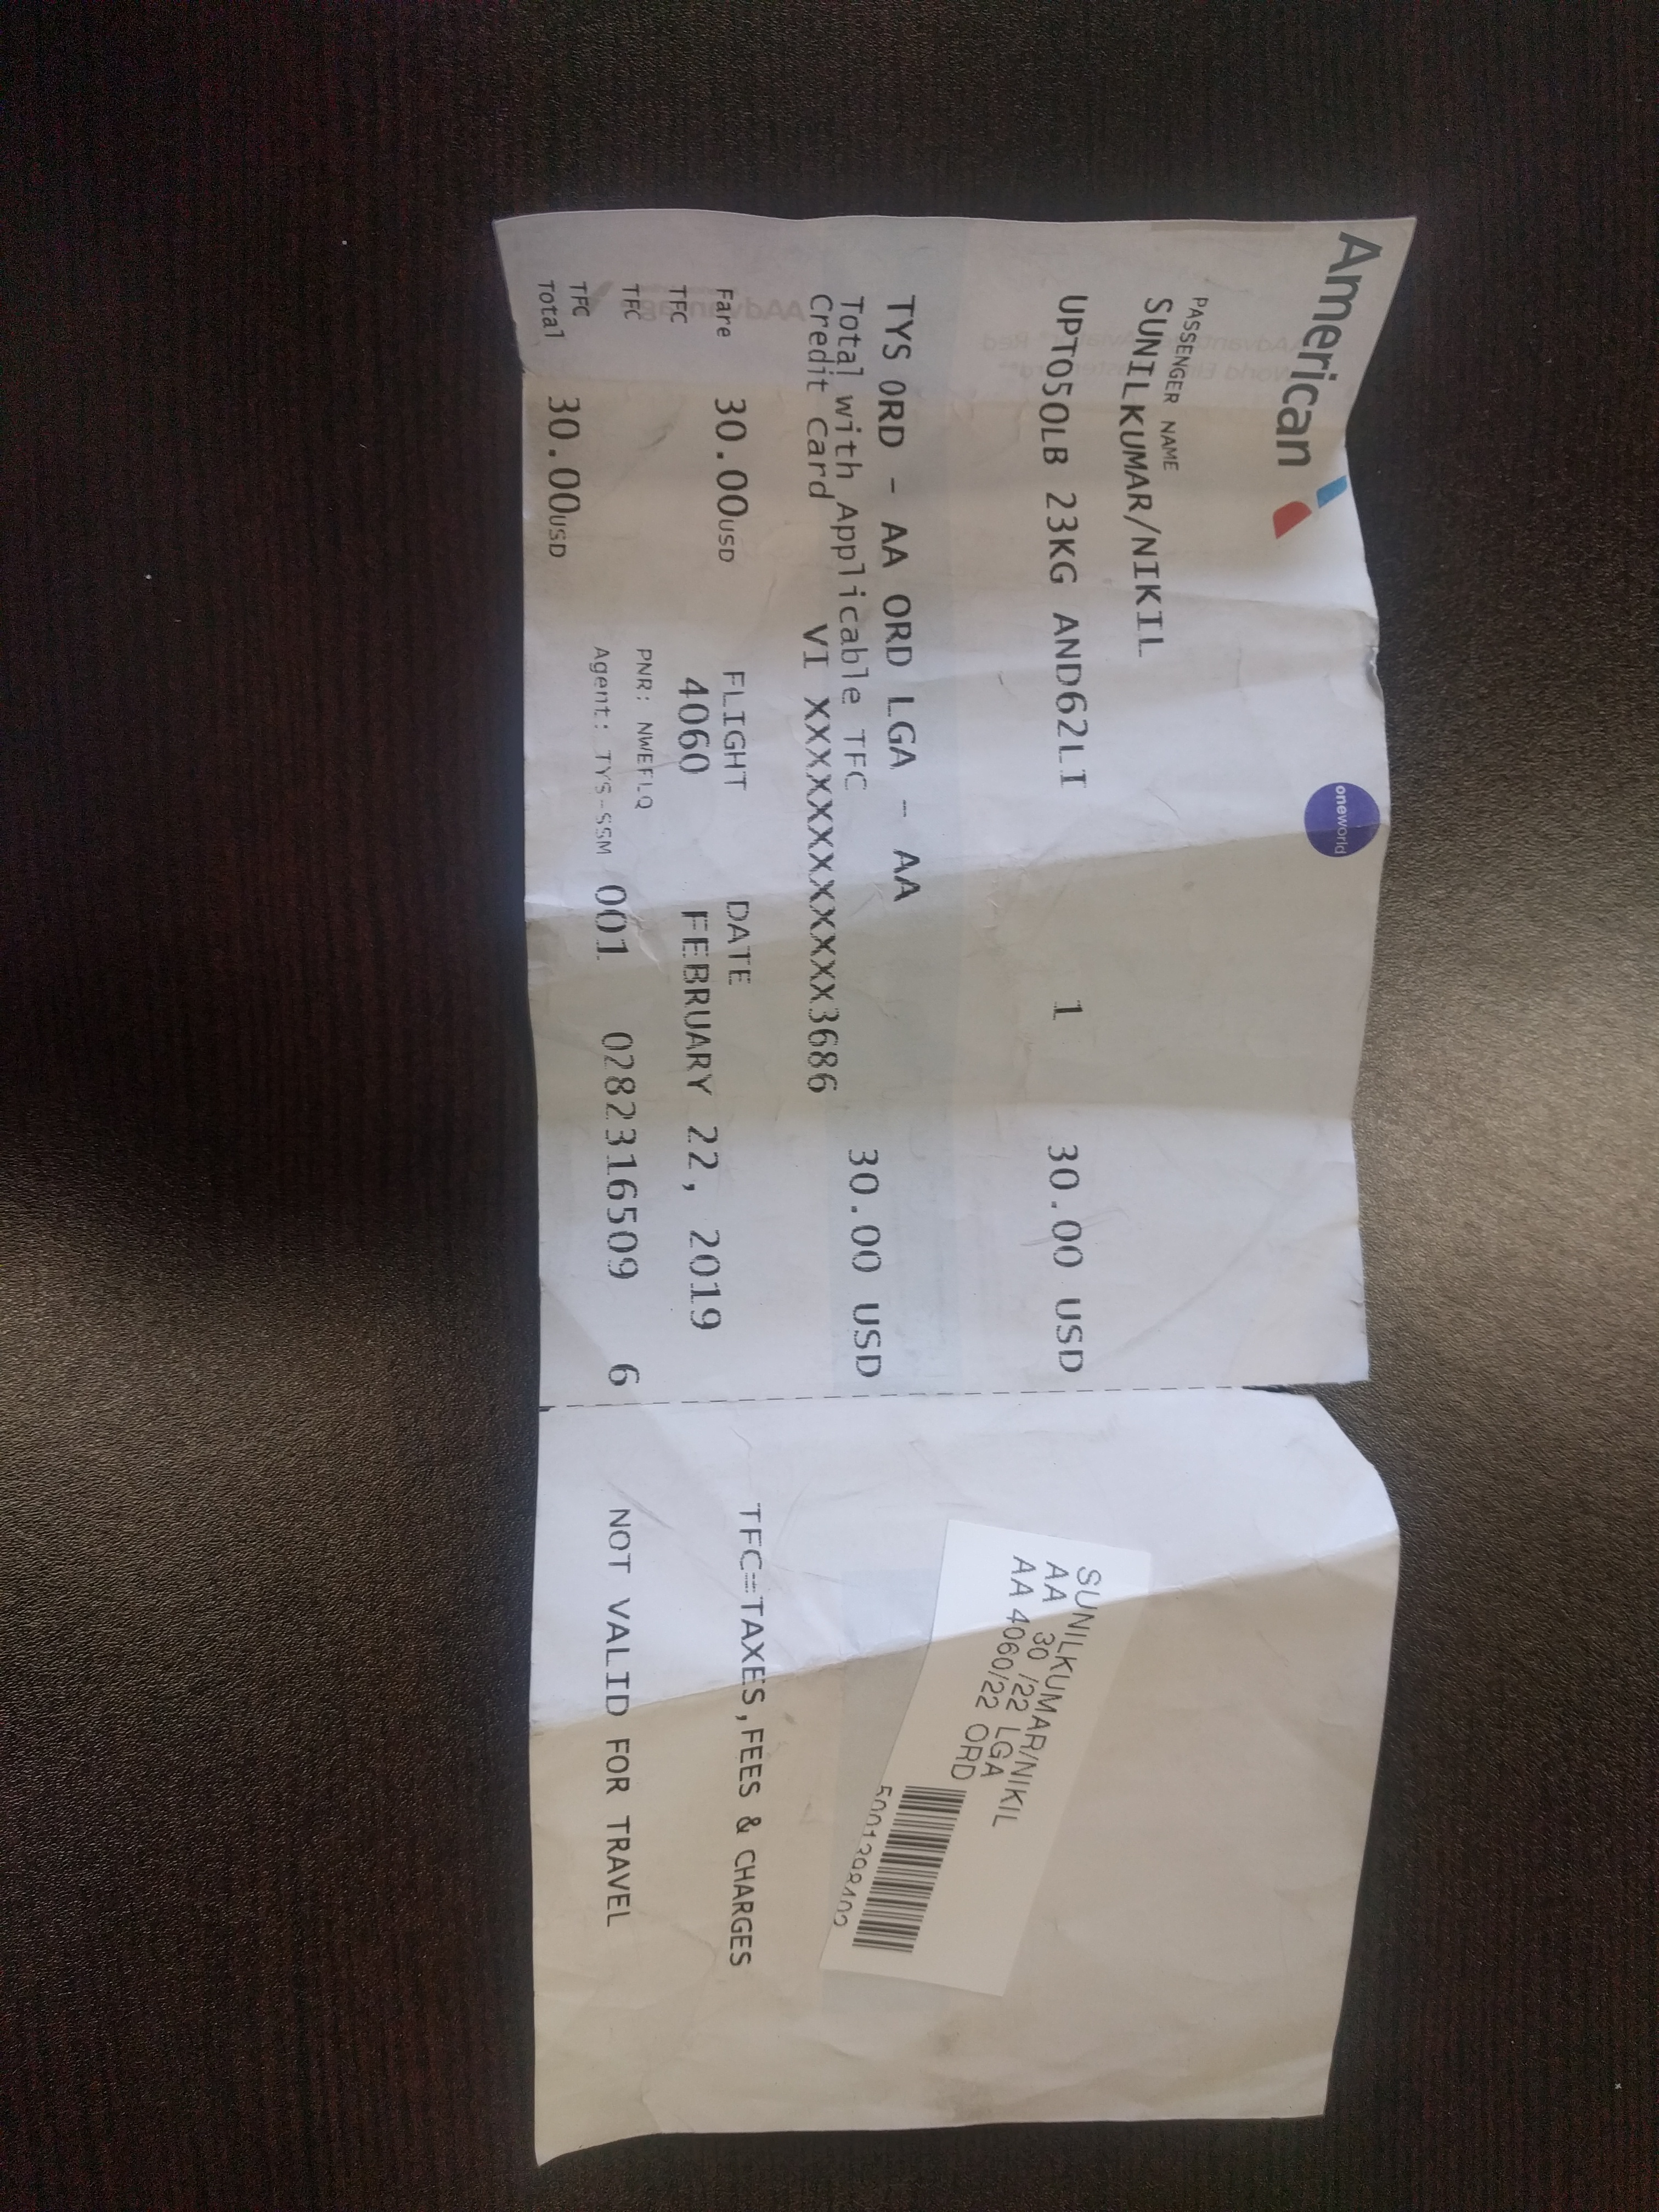 American
oneworld
PASSENGER NAME
SUNILKUMAR/NIKIL
UPTO50LB 23KG AND62LI 1 30.00 USD
TYS ORD - AA ORD LGA - AA
Total with Applicable TFC 30.00 USD
Credit Card VI XXXXXXXXXXXX3686
Fare 30.00USD FLIGHT DATE
TFC 4060 FEBRUARY 22, 2019
TFC PNR: NWEFLQ
TFC Agent: TYS-SSM 001 0282316509 6
Total 30.00USD
SUNILKUMAR/NIKIL
AA 30 /22 LGA
AA 4060/22 ORD
TFC=TAXES,FEES & CHARGES
NOT VALID FOR TRAVEL